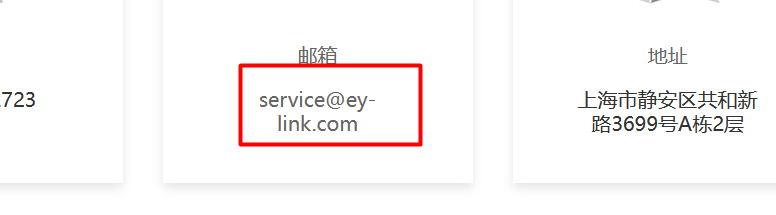 邮箱
地址
723
service@ey-
link.com
上海市静安区共和新
路3699号A栋2层